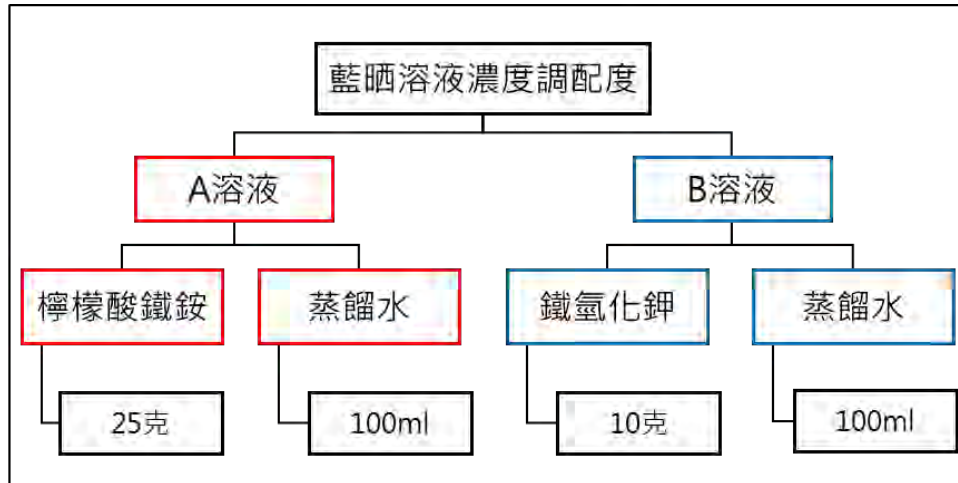 藍晒溶液濃度調配度
A溶液
B溶液
檸檬酸鐵銨
蒸餾水
鐵氫化鉀
蒸餾水
25克
100ml
10克
100ml